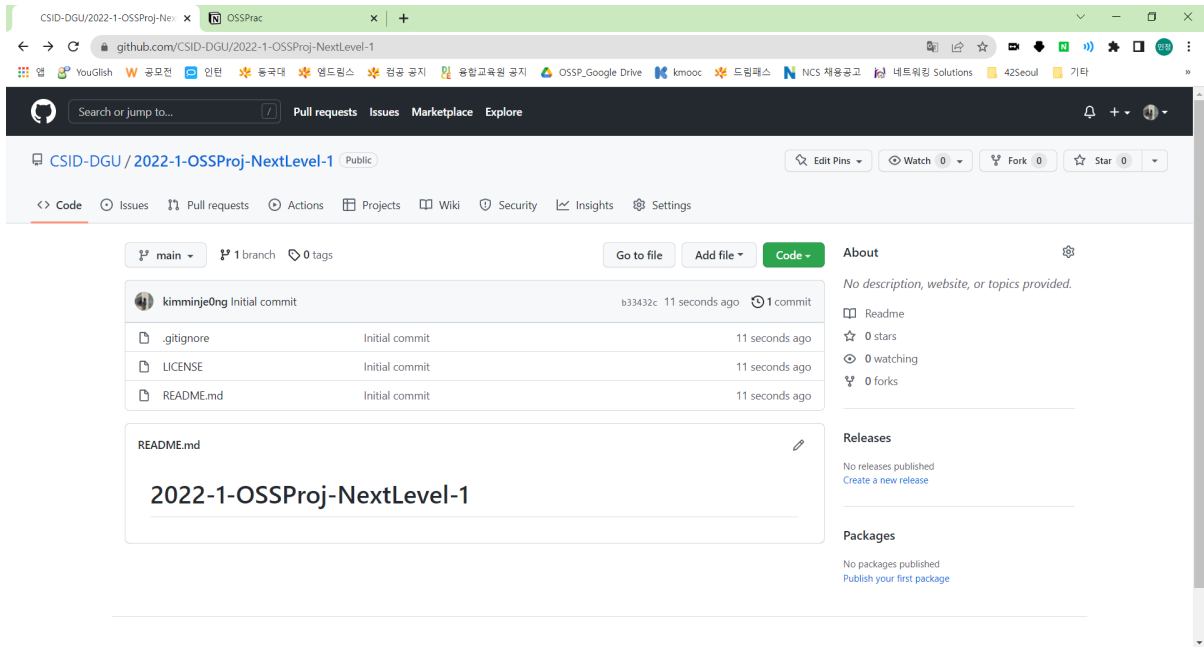 CSID-DGU/2022-1-OSSProj-Nex
OSSPrac
github.com/CSID-DGU/2022-1-OSSProj-NextLevel-1
앱 YouGlish 공모전 인턴 동국대 엠드림스 컴공 공지 융합교육원 공지 OSSP_Google Drive kmooc 드림패스 NCS 채용공고 네트워킹 Solutions 42Seoul 기타 »
Search or jump to... / Pull requests Issues Marketplace Explore
CSID-DGU / 2022-1-OSSProj-NextLevel-1 Public Edit Pins Watch 0 Fork 0 Star 0
Code Issues Pull requests Actions Projects Wiki Security Insights Settings
main 1 branch 0 tags Go to file Add file Code
kimminje0ng Initial commit b33432c 11 seconds ago 1 commit
.gitignore Initial commit 11 seconds ago
LICENSE Initial commit 11 seconds ago
README.md Initial commit 11 seconds ago
README.md
2022-1-OSSProj-NextLevel-1
About
No description, website, or topics provided.
Readme
0 stars
0 watching
0 forks
Releases
No releases published
Create a new release
Packages
No packages published
Publish your first package